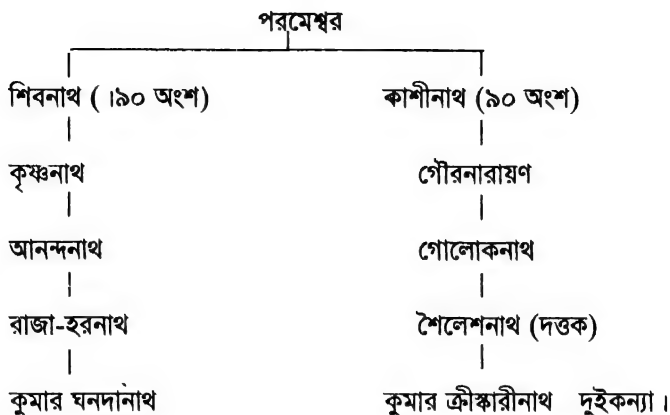 পরমেশ্বর
শিবনাথ ( ।৯০ অংশ) কাশীনাথ (৯০ অংশ)
কৃষ্ণনাথ গৌরনারায়ণ
আনন্দনাথ গোলোকনাথ
রাজা-হরনাথ শৈলেশনাথ (দত্তক)
কুমার ঘনদানাথ কুমার ক্রীস্কারীনাথ দুইকন্যা।